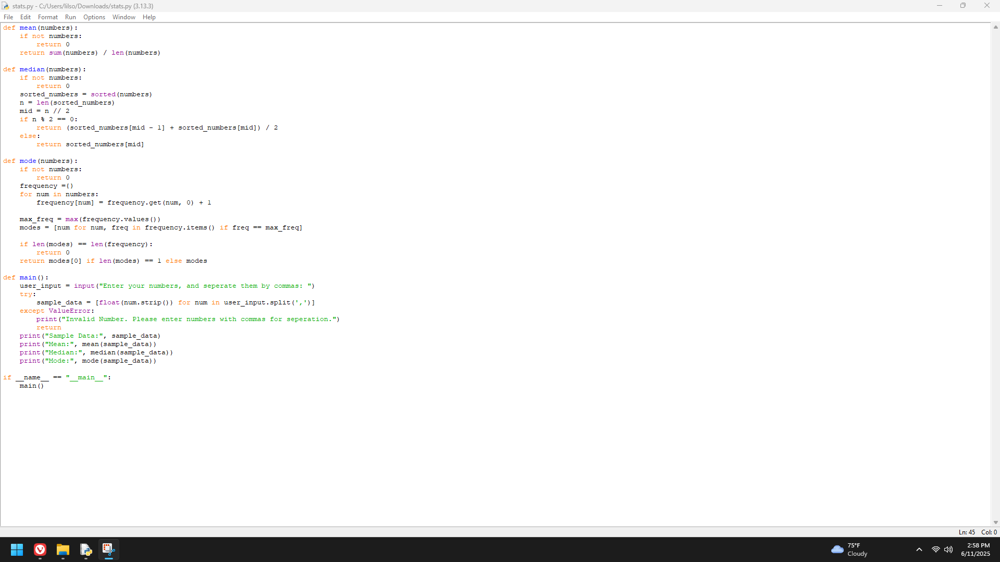 stats.py - C:/Users/lilso/Downloads/stats.py (3.13.3)
File Edit Format Run Options Window Help
def mean(numbers):
    if not numbers:
        return 0
    return sum(numbers) / len(numbers)

def median(numbers):
    if not numbers:
        return 0
    sorted_numbers = sorted(numbers)
    n = len(sorted_numbers)
    mid = n // 2
    if n % 2 == 0:
        return (sorted_numbers[mid - 1] + sorted_numbers[mid]) / 2
    else:
        return sorted_numbers[mid]

def mode(numbers):
    if not numbers:
        return 0
    frequency ={}
    for num in numbers:
        frequency[num] = frequency.get(num, 0) + 1

    max_freq = max(frequency.values())
    modes = [num for num, freq in frequency.items() if freq == max_freq]

    if len(modes) == len(frequency):
        return 0
    return modes[0] if len(modes) == 1 else modes

def main():
    user_input = input("Enter your numbers, and seperate them by commas: ")
    try:
        sample_data = [float(num.strip()) for num in user_input.split(',')]
    except ValueError:
        print("Invalid Number. Please enter numbers with commas for seperation.")
        return
    print("Sample Data:", sample_data)
    print("Mean:", mean(sample_data))
    print("Median:", median(sample_data))
    print("Mode:", mode(sample_data))

if __name__ == "__main__":
    main()
Ln: 45 Col: 0
75°F
Cloudy
2:58 PM
6/11/2025